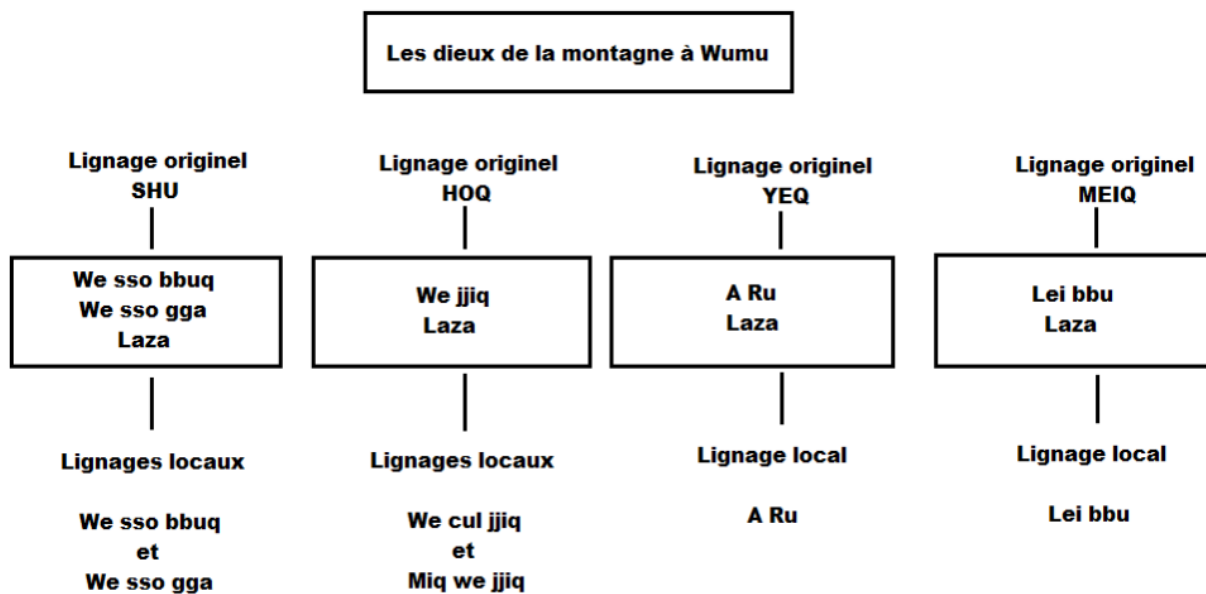 Les dieux de la montagne à Wumu
Lignage originel
SHU
We sso bbuq
We sso gga
Laza
Lignages locaux
We sso bbuq
et
We sso gga
Lignage originel
HOQ
We jjiq
Laza
Lignages locaux
We cul jjiq
et
Miq we jjiq
Lignage originel
YEQ
A Ru
Laza
Lignage local
A Ru
Lignage originel
MEIQ
Lei bbu
Laza
Lignage local
Lei bbu